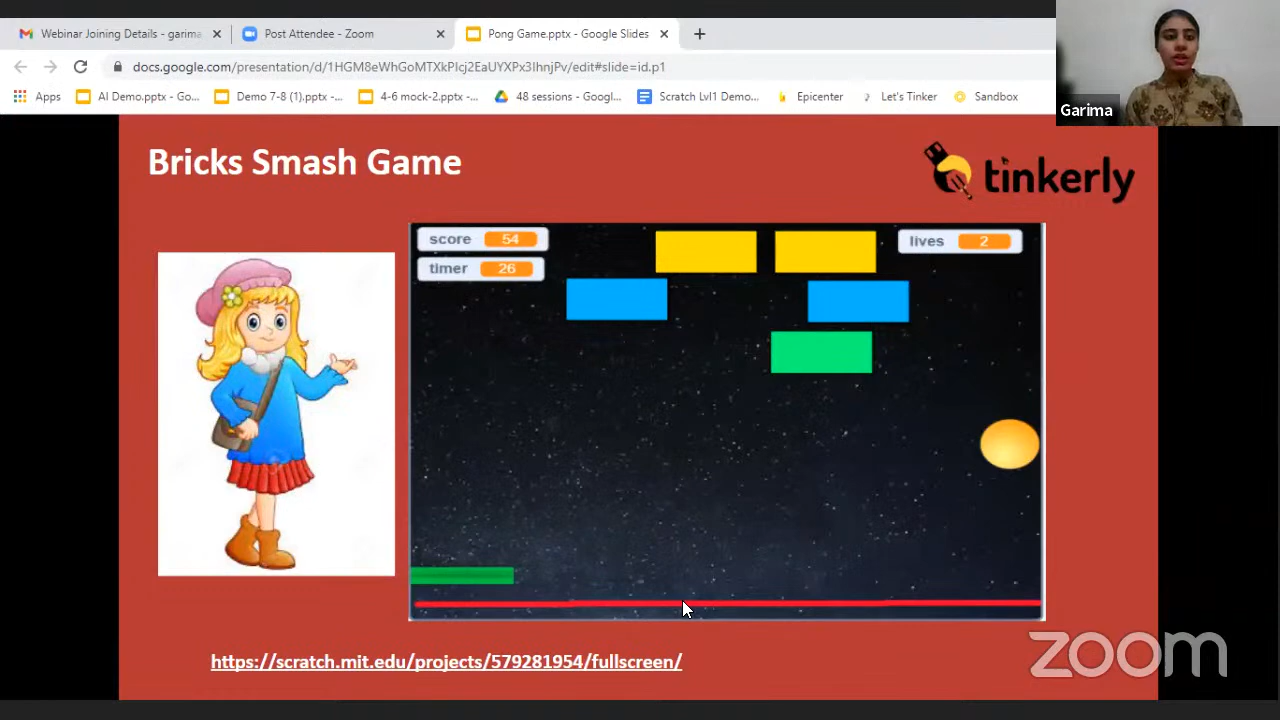 Webinar Joining Details - garima
Post Attendee - Zoom
Pong Game.pptx - Google Slides
docs.google.com/presentation/d/1HGM8eWhGoMTXkPIcj2EaUYXPx3IhnjPv/edit#slide=id.p1
Apps
AI Demo.pptx - Go...
Demo 7-8 (1).pptx -...
4-6 mock-2.pptx -...
48 sessions - Googl...
Scratch Lvl1 Demo...
Epicenter
Let's Tinker
Sandbox
Garima
Bricks Smash Game
tinkerly
score 54
timer 26
lives 2
https://scratch.mit.edu/projects/579281954/fullscreen/
zoom